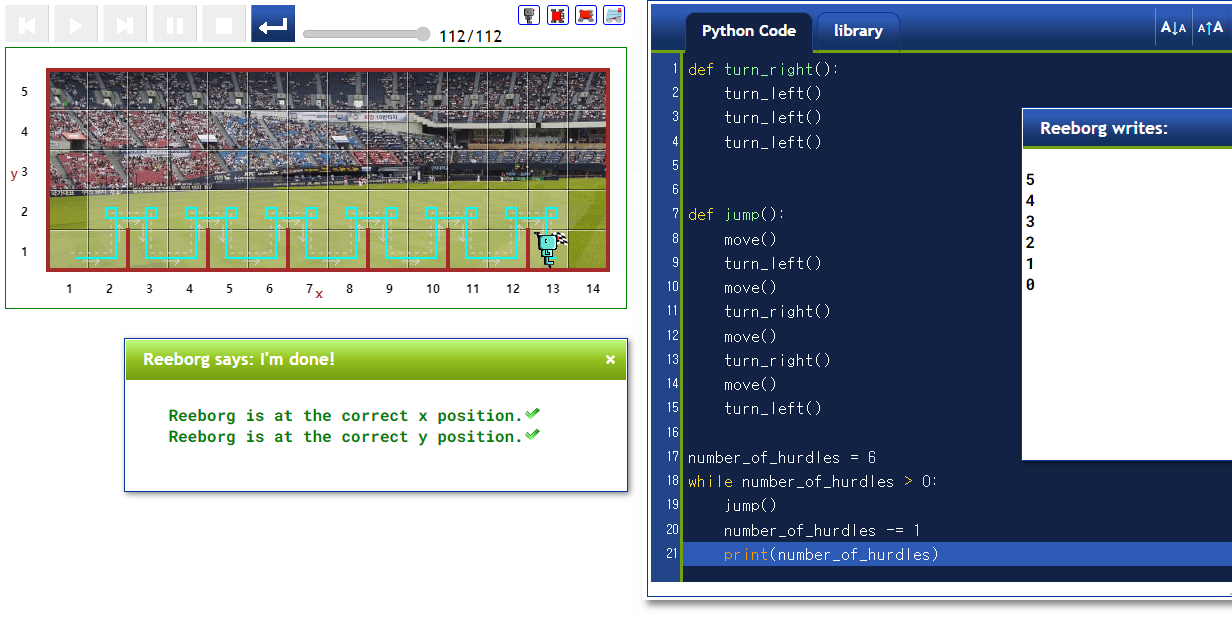 112/112
5
4
y 3
2
1
1 2 3 4 5 6 7 x 8 9 10 11 12 13 14
Reeborg says: I'm done!
×
Reeborg is at the correct x position.
Reeborg is at the correct y position.
Python Code
library
A↓A A↑A
1 def turn_right():
2     turn_left()
3     turn_left()
4     turn_left()
5
6
7 def jump():
8     move()
9     turn_left()
10     move()
11     turn_right()
12     move()
13     turn_right()
14     move()
15     turn_left()
16
17 number_of_hurdles = 6
18 while number_of_hurdles > 0:
19     jump()
20     number_of_hurdles -= 1
21     print(number_of_hurdles)
Reeborg writes:
5
4
3
2
1
0